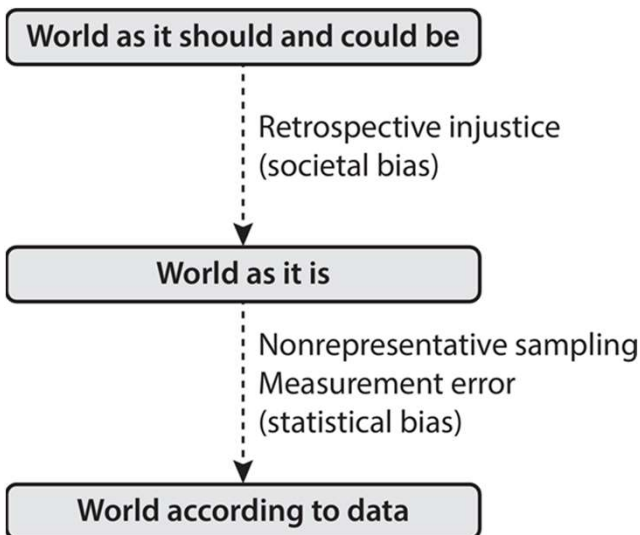 World as it should and could be
Retrospective injustice
(societal bias)
World as it is
Nonrepresentative sampling
Measurement error
(statistical bias)
World according to data